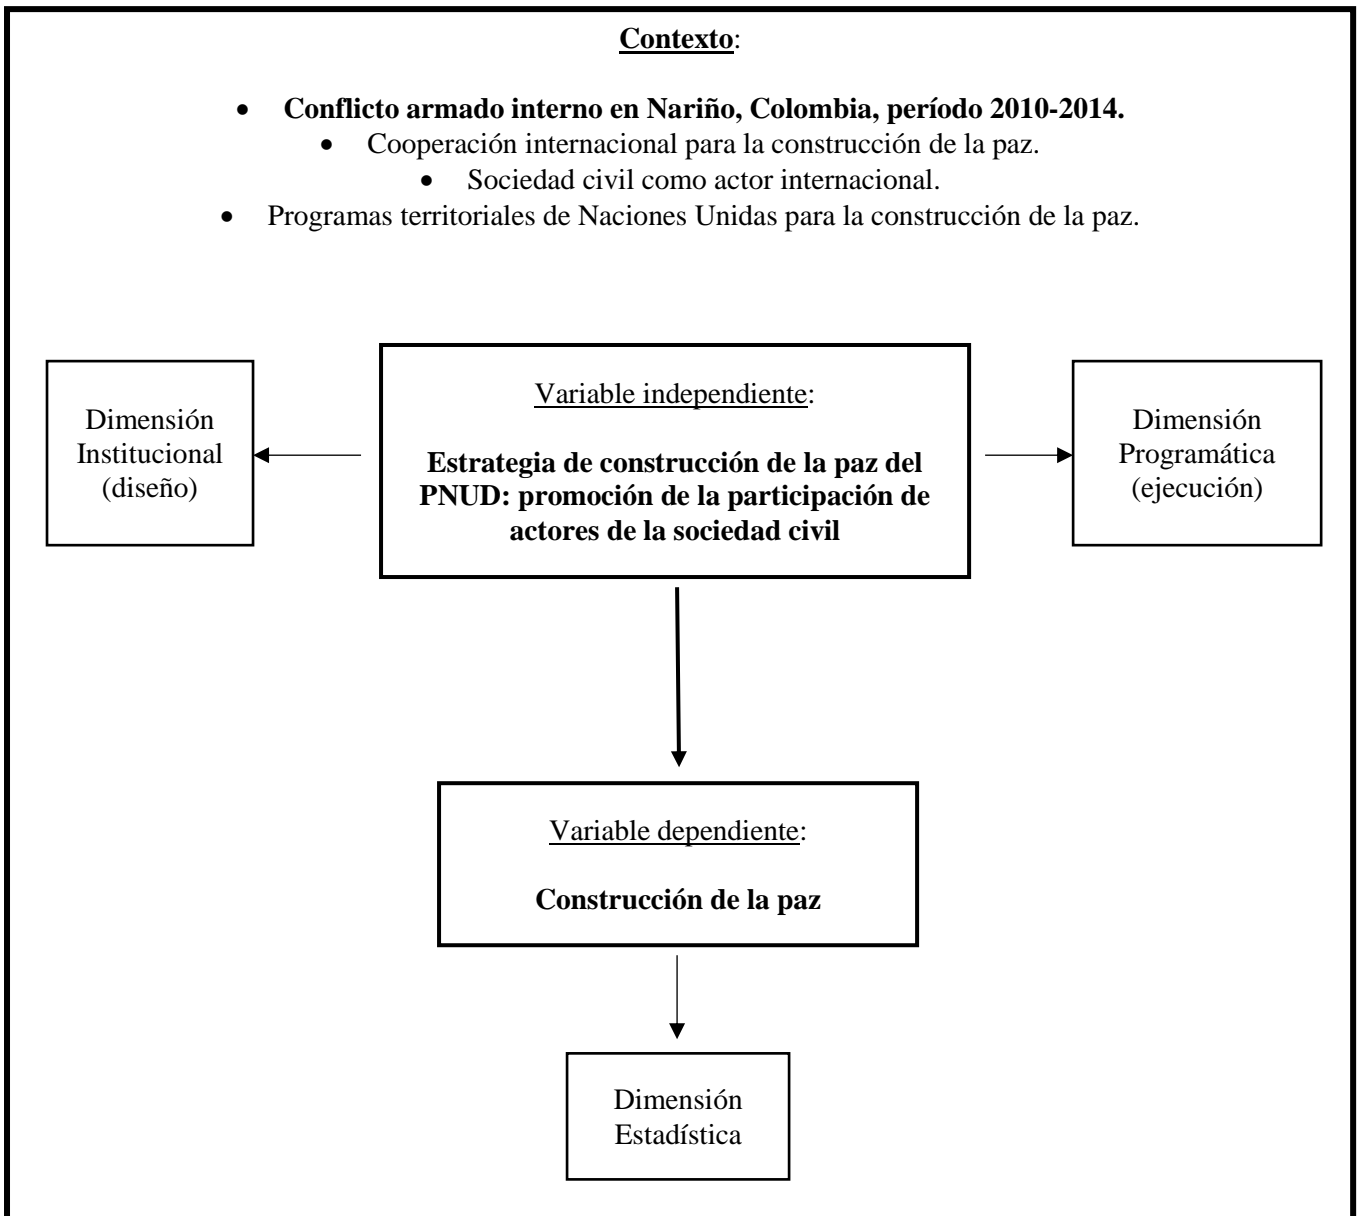 Contexto:
• Conflicto armado interno en Nariño, Colombia, período 2010-2014.
• Cooperación internacional para la construcción de la paz.
• Sociedad civil como actor internacional.
• Programas territoriales de Naciones Unidas para la construcción de la paz.
Dimensión
Institucional
(diseño)
Variable independiente:
Estrategia de construcción de la paz del
PNUD: promoción de la participación de
actores de la sociedad civil
Dimensión
Programática
(ejecución)
Variable dependiente:
Construcción de la paz
Dimensión
Estadística